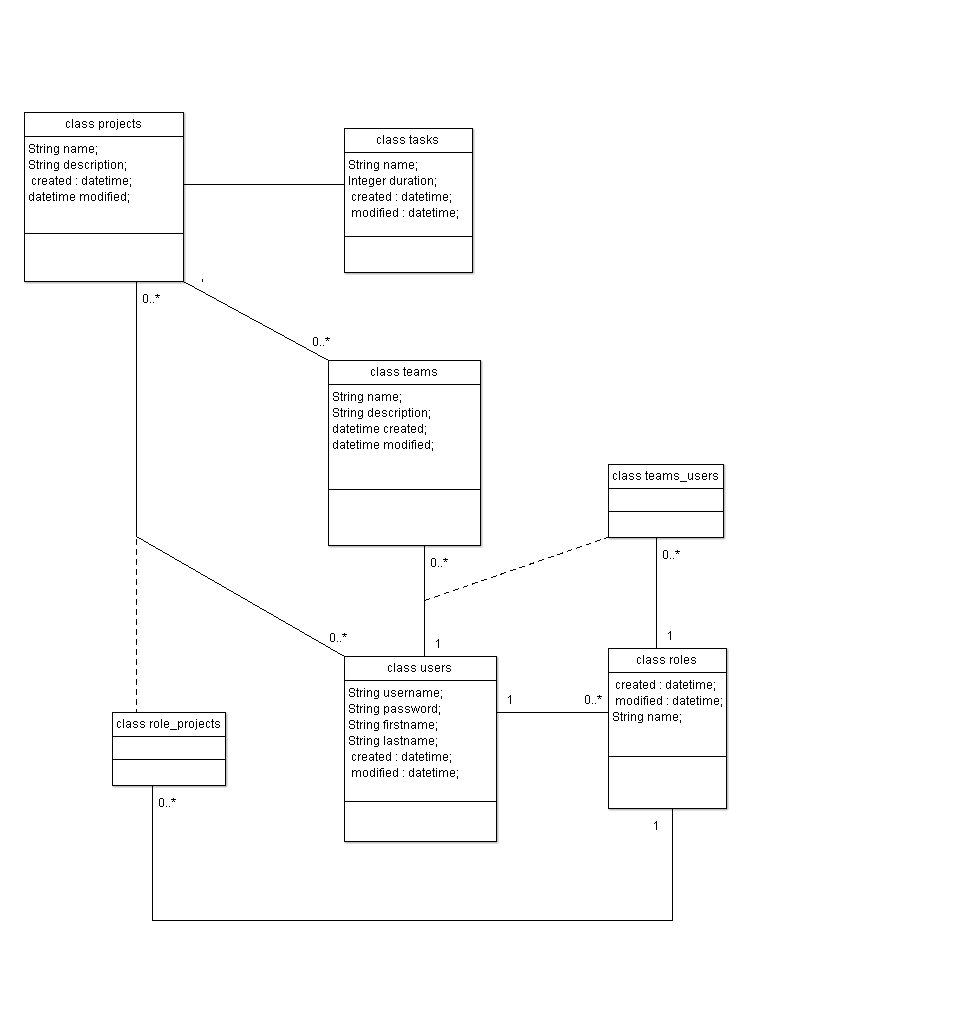 class projects
String name;
String description;
created : datetime;
datetime modified;
class tasks
String name;
Integer duration;
created : datetime;
modified : datetime;
,
0..*
0..*
class teams
String name;
String description;
datetime created;
datetime modified;
class teams_users
0..*
0..*
0..*
1
1
class users
String username;
String password;
String firstname;
String lastname;
created : datetime;
modified : datetime;
1
0..*
class roles
created : datetime;
modified : datetime;
String name;
class role_projects
0..*
1